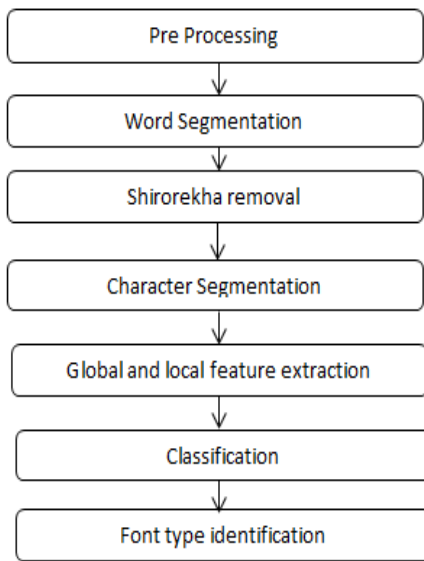 Pre Processing
Word Segmentation
Shirorekha removal
Character Segmentation
Global and local feature extraction
Classification
Font type identification